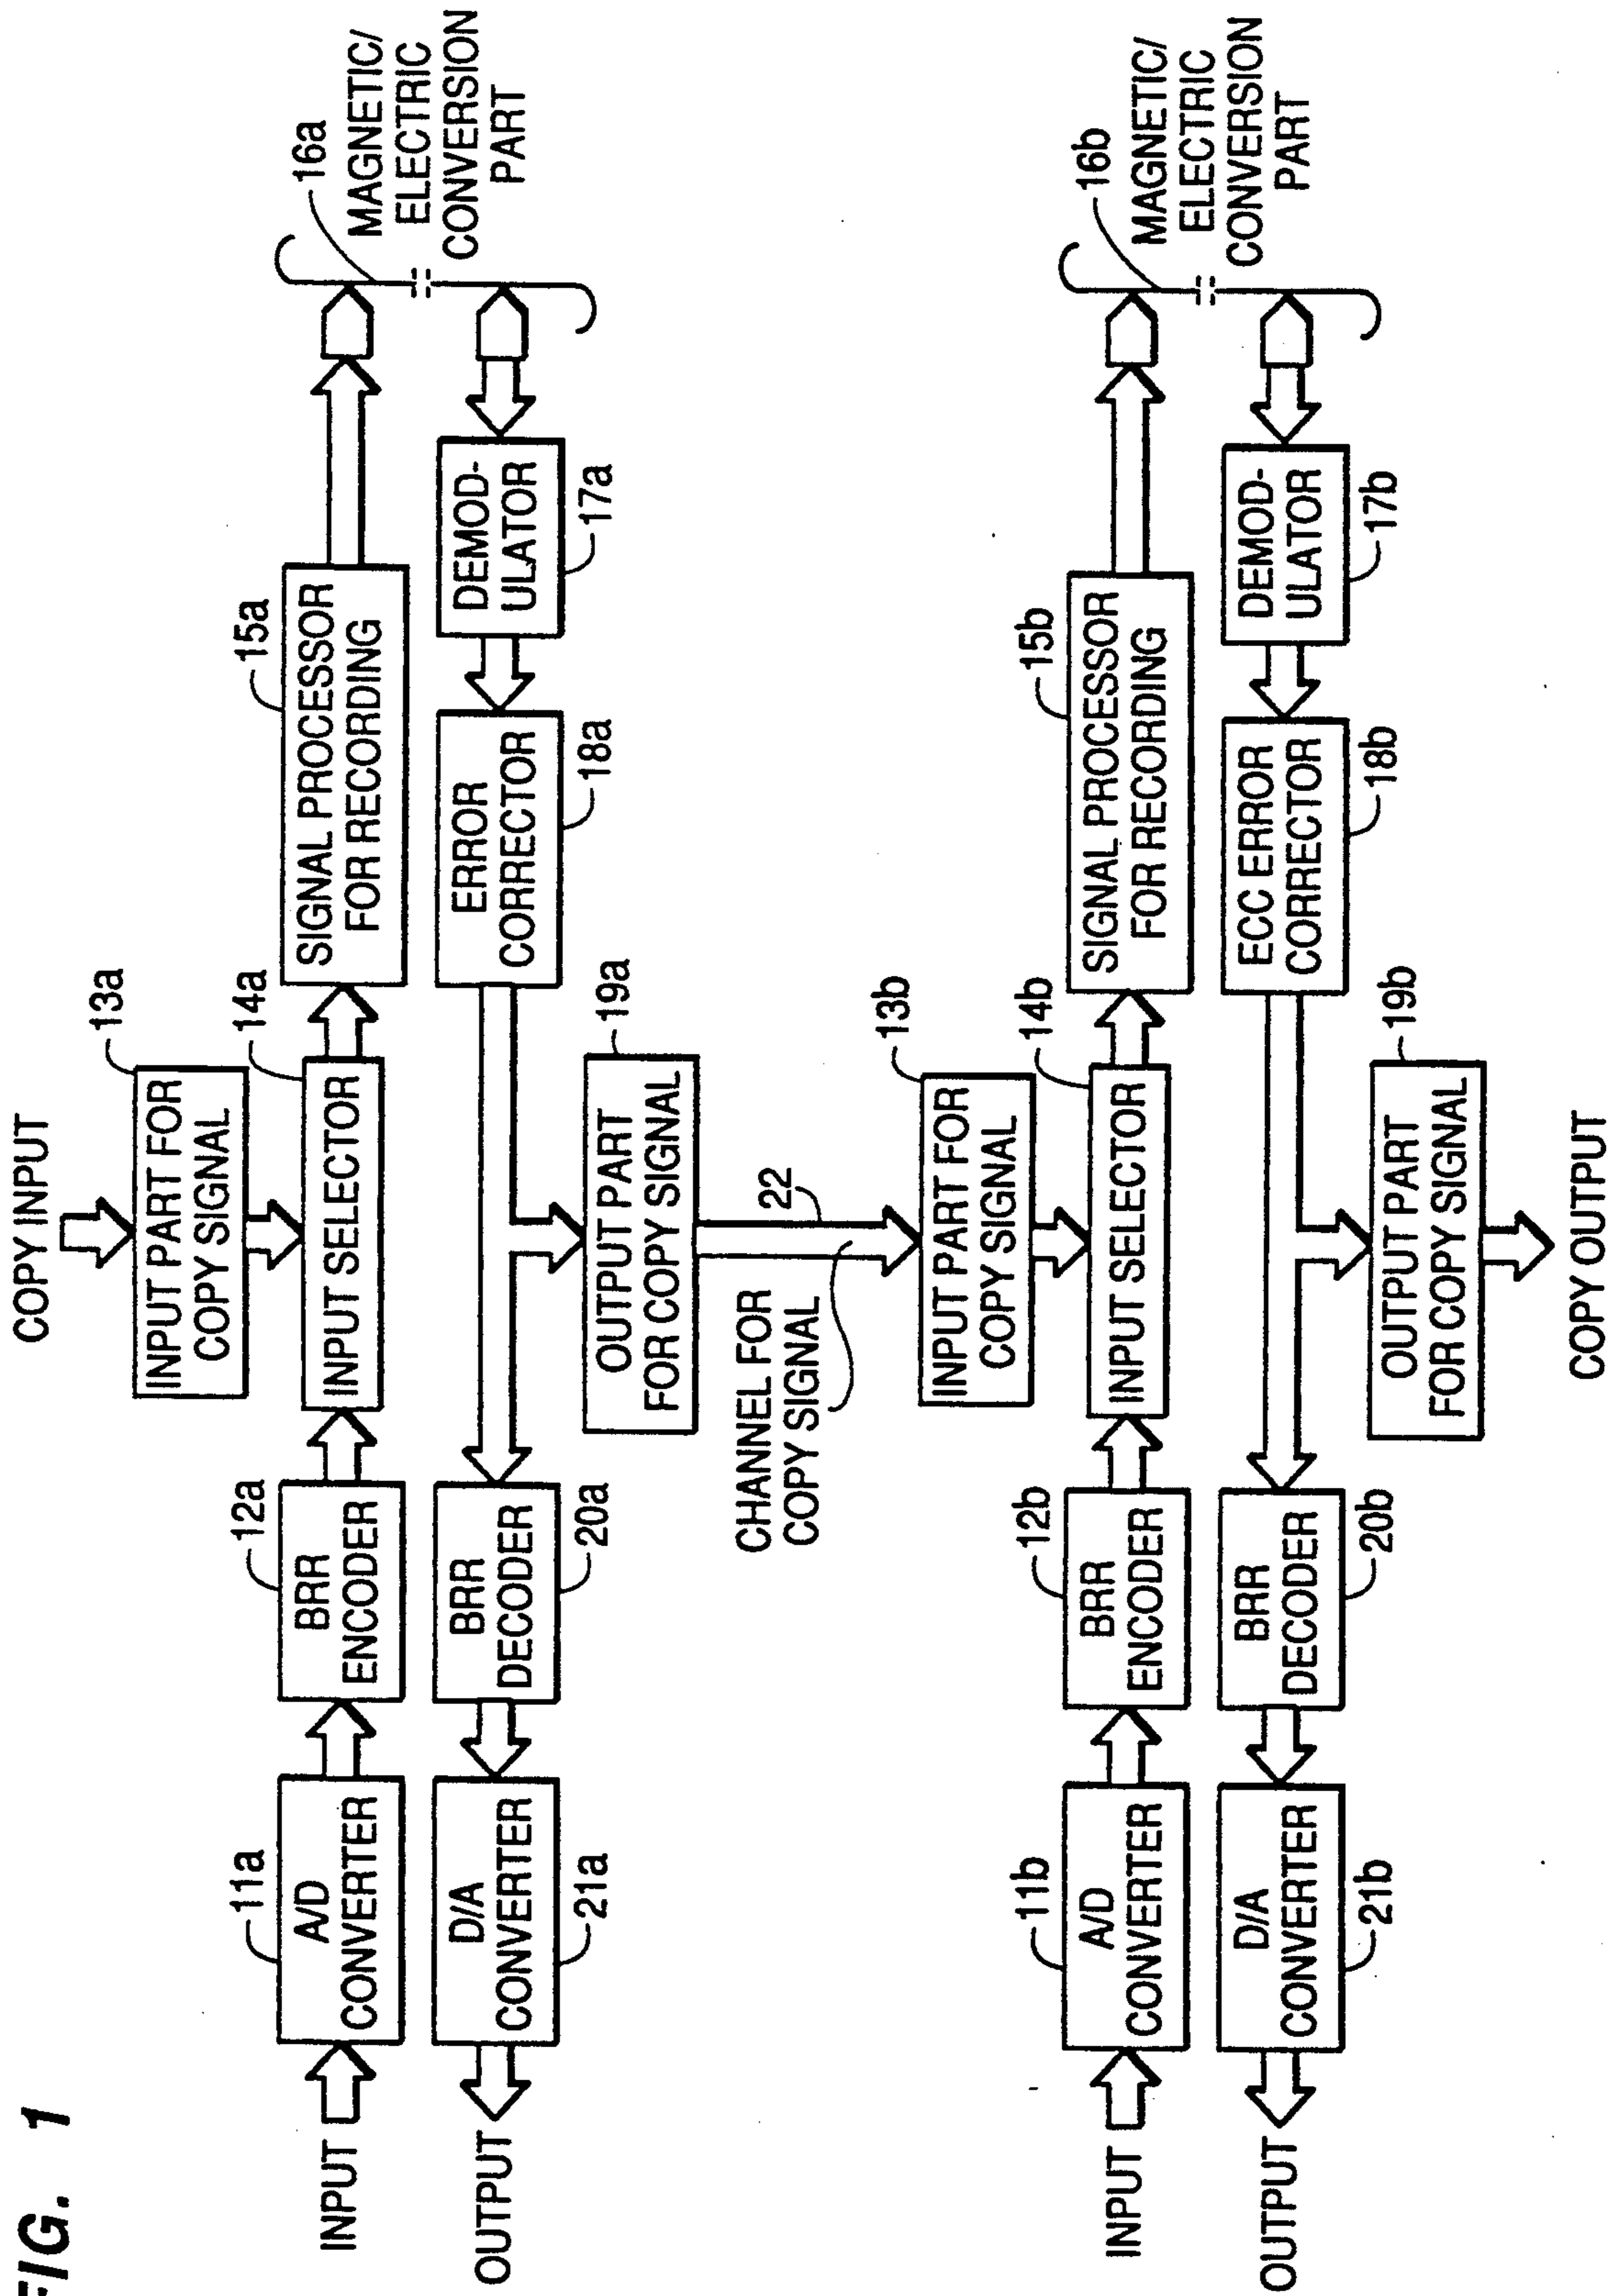 FIG. 1
COPY INPUT
13a
INPUT PART FOR
COPY SIGNAL
11a
12a
14a
15a
16a
INPUT
A/D
CONVERTER
BRR
ENCODER
INPUT SELECTOR
SIGNAL PROCESSOR
FOR RECORDING
MAGNETIC/
ELECTRIC
CONVERSION
PART
OUTPUT
D/A
CONVERTER
BRR
DECODER
ERROR
CORRECTOR
DEMOD-
ULATOR
21a
20a
19a
18a
17a
OUTPUT PART
FOR COPY SIGNAL
CHANNEL FOR
COPY SIGNAL
22
13b
INPUT PART FOR
COPY SIGNAL
11b
12b
14b
15b
16b
INPUT
A/D
CONVERTER
BRR
ENCODER
INPUT SELECTOR
SIGNAL PROCESSOR
FOR RECORDING
MAGNETIC/
ELECTRIC
CONVERSION
PART
OUTPUT
D/A
CONVERTER
BRR
DECODER
ECC ERROR
CORRECTOR
DEMOD-
ULATOR
21b
20b
19b
18b
17b
OUTPUT PART
FOR COPY SIGNAL
COPY OUTPUT